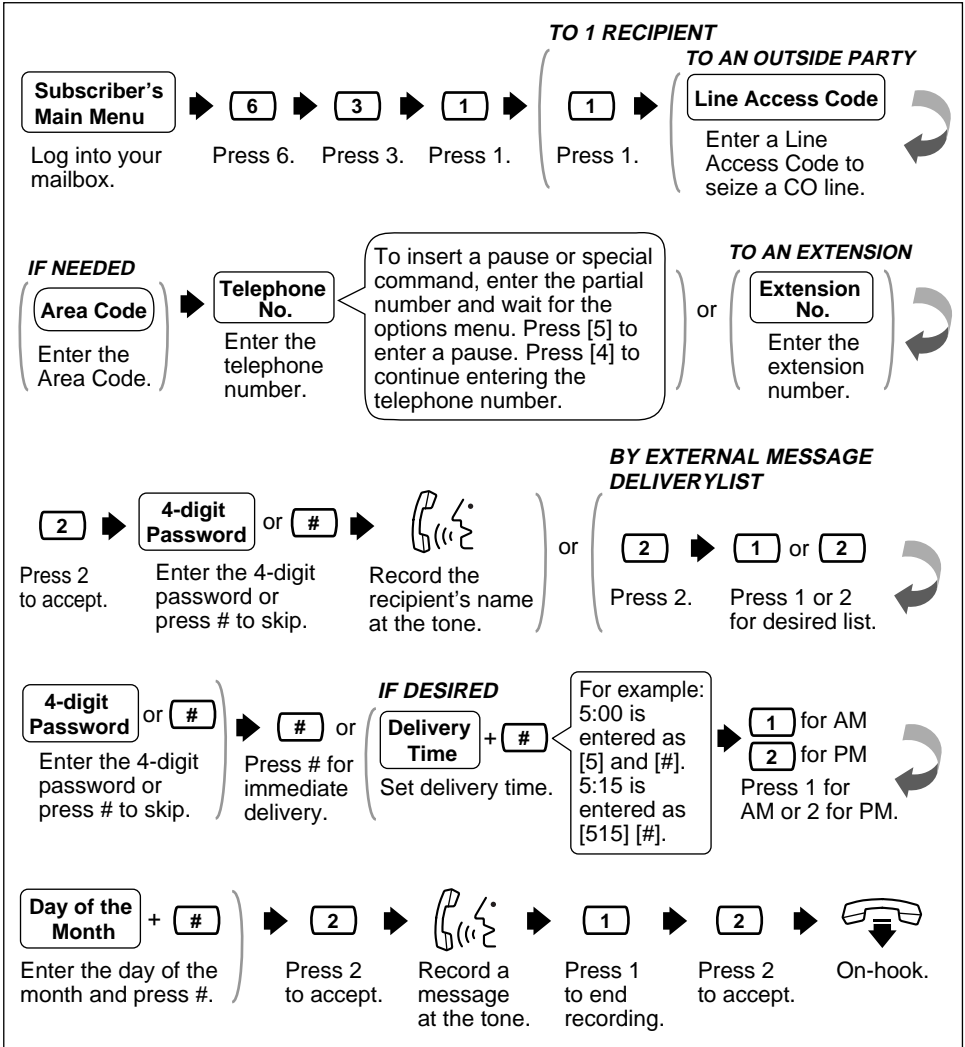 TO 1 RECIPIENT
TO AN OUTSIDE PARTY
Subscriber's
Main Menu
6
3
1
1
Line Access Code
Log into your
mailbox.
Press 6.
Press 3.
Press 1.
Press 1.
Enter a Line
Access Code to
seize a CO line.
IF NEEDED
Area Code
Enter the
Area Code.
Telephone
No.
Enter the
telephone
number.
To insert a pause or special
command, enter the partial
number and wait for the
options menu. Press [5] to
enter a pause. Press [4] to
continue entering the
telephone number.
or
TO AN EXTENSION
Extension
No.
Enter the
extension
number.
2
Press 2
to accept.
4-digit
Password
or #
Enter the 4-digit
password or
press # to skip.
Record the
recipient's name
at the tone.
or
BY EXTERNAL MESSAGE
DELIVERYLIST
2
Press 2.
1 or 2
Press 1 or 2
for desired list.
4-digit
Password
or #
Enter the 4-digit
password or
press # to skip.
# or
Press # for
immediate
delivery.
IF DESIRED
Delivery
Time
+ #
Set delivery time.
For example:
5:00 is
entered as
[5] and [#].
5:15 is
entered as
[515] [#].
1 for AM
2 for PM
Press 1 for
AM or 2 for PM.
Day of the
Month
+ #
Enter the day of the
month and press #.
2
Press 2
to accept.
Record a
message
at the tone.
1
Press 1
to end
recording.
2
Press 2
to accept.
On-hook.